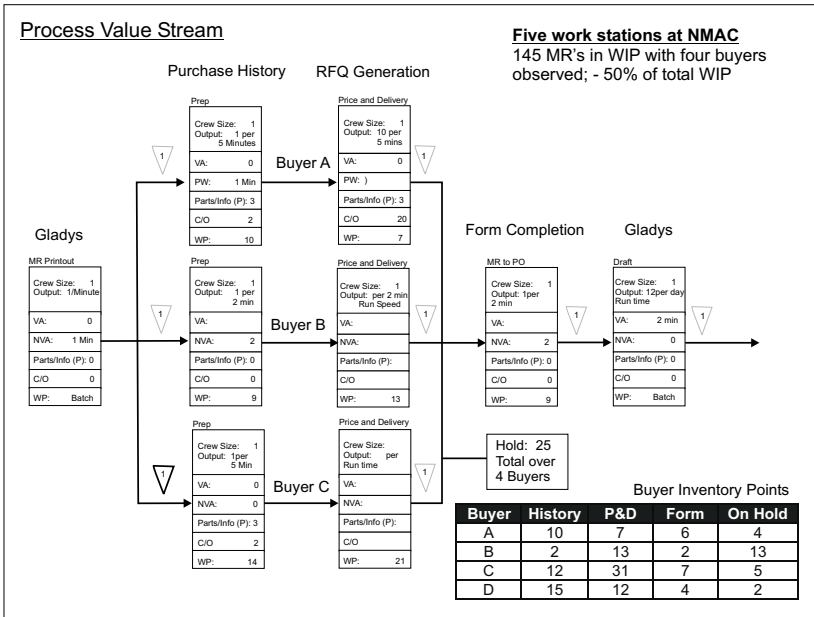 Process Value Stream
Five work stations at NMAC
145 MR's in WIP with four buyers
observed; - 50% of total WIP
Purchase History
RFQ Generation
Prep
Crew Size: 1
Output: 1 per
5 Minutes
VA: 0
PW: 1 Min
Parts/Info (P): 3
C/O 2
WP: 10
1
Buyer A
Price and Delivery
Crew Size: 1
Output: 10 per
5 mins
VA: 0
PW: )
Parts/Info (P): 3
C/O 20
WP: 7
1
Gladys
MR Printout
Crew Size: 1
Output: 1/Minute
VA: 0
NVA: 1 Min
Parts/Info (P): 0
C/O 0
WP: Batch
1
Prep
Crew Size: 1
Output: 1 per
2 min
VA:
NVA: 2
Parts/Info (P): 0
C/O 0
WP: 9
Buyer B
Price and Delivery
Crew Size: 1
Output: per 2 min
Run Speed
VA:
NVA:
Parts/Info (P):
C/O
WP: 13
1
Form Completion
MR to PO
Crew Size: 1
Output: 1per
2 min
VA:
NVA: 2
Parts/Info (P): 0
C/O 0
WP: 9
1
Gladys
Draft
Crew Size: 1
Output: 12per day
Run time
VA: 2 min
NVA: 0
Parts/Info (P): 0
C/O 0
WP: Batch
1
1
Prep
Crew Size: 1
Output: 1per
5 Min
VA: 0
NVA: 0
Parts/Info (P): 3
C/O 2
WP: 14
Buyer C
Price and Delivery
Crew Size:
Output: per
Run time
VA:
NVA:
Parts/Info (P):
C/O
WP: 21
1
Hold: 25
Total over
4 Buyers
Buyer Inventory Points
Buyer History P&D Form On Hold
A 10 7 6 4
B 2 13 2 13
C 12 31 7 5
D 15 12 4 2